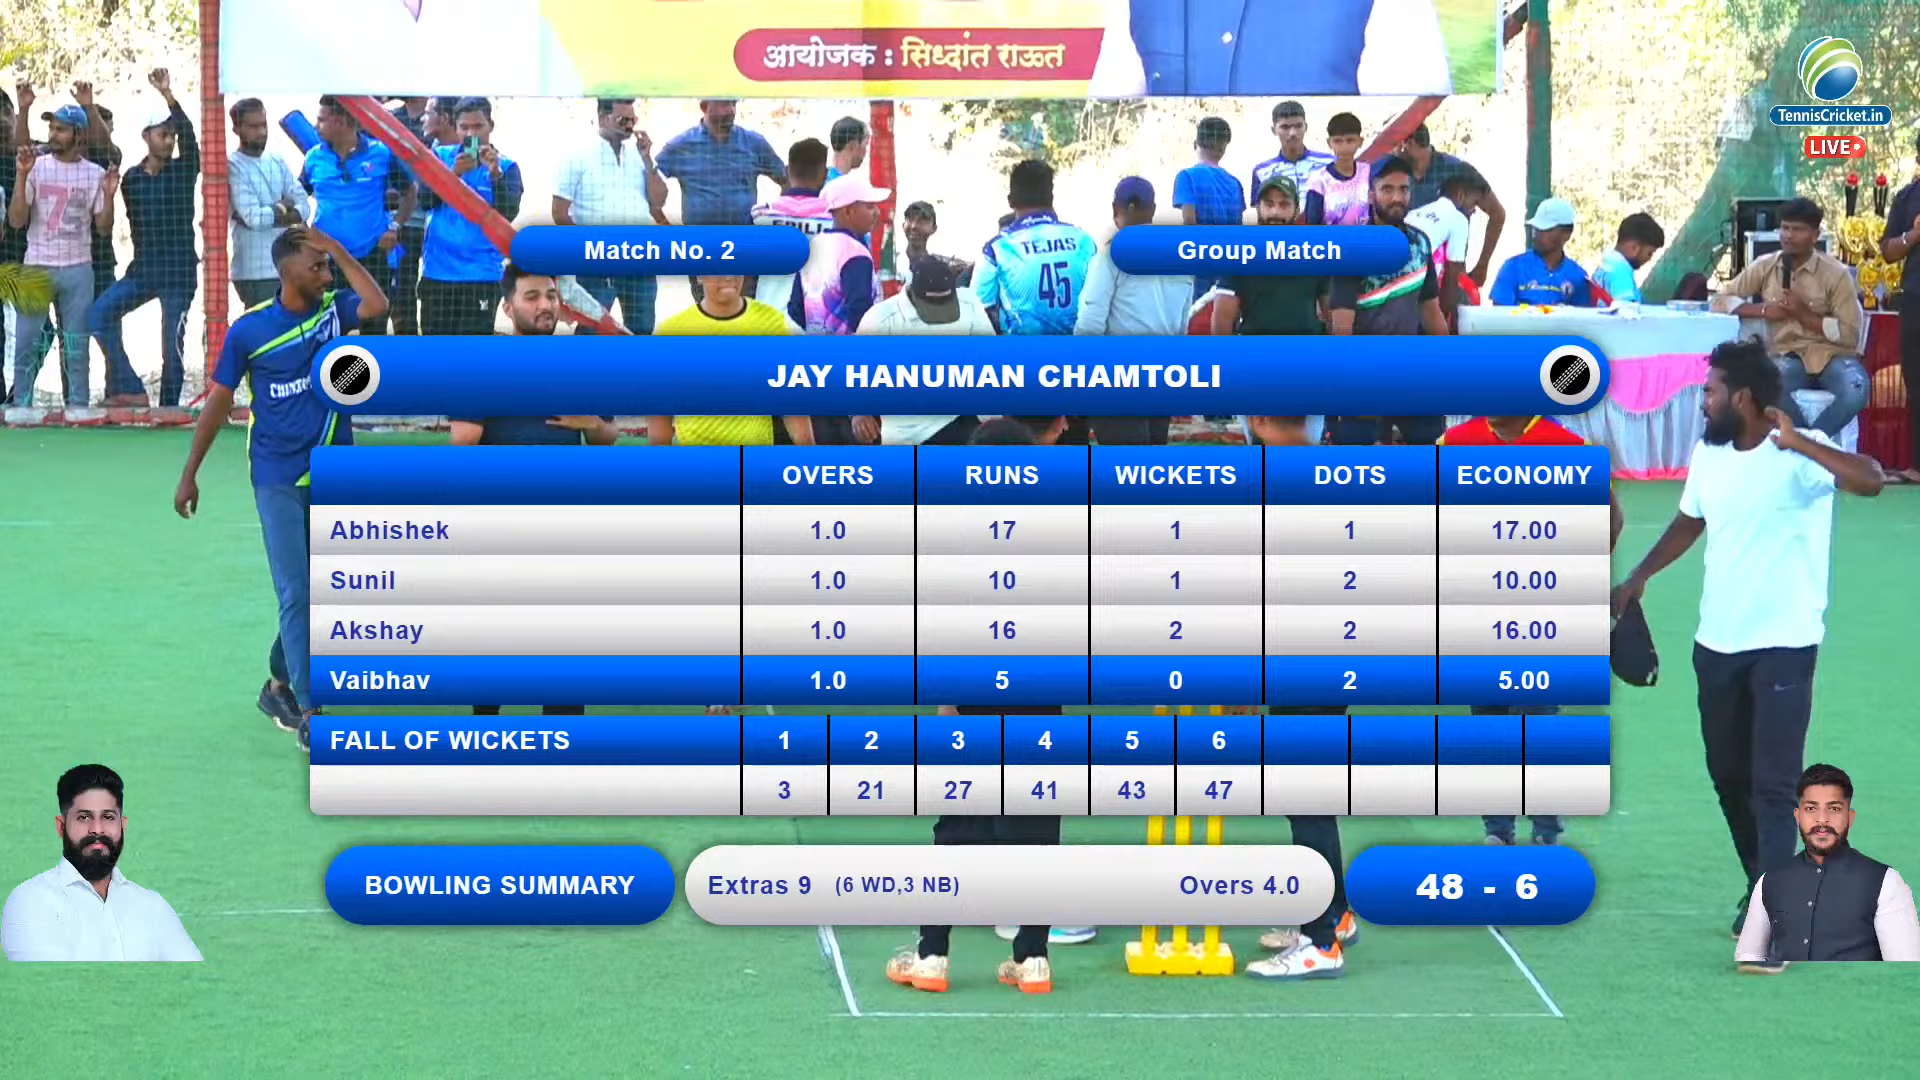 आयोजक : सिध्दांत राऊत
TennisCricket.in
LIVE
TEJAS
45
Match No. 2
Group Match
JAY HANUMAN CHAMTOLI
OVERS RUNS WICKETS DOTS ECONOMY
Abhishek 1.0 17 1 1 17.00
Sunil 1.0 10 1 2 10.00
Akshay 1.0 16 2 2 16.00
Vaibhav 1.0 5 0 2 5.00
FALL OF WICKETS 1 2 3 4 5 6
3 21 27 41 43 47
BOWLING SUMMARY Extras 9 (6 WD,3 NB) Overs 4.0 48 - 6